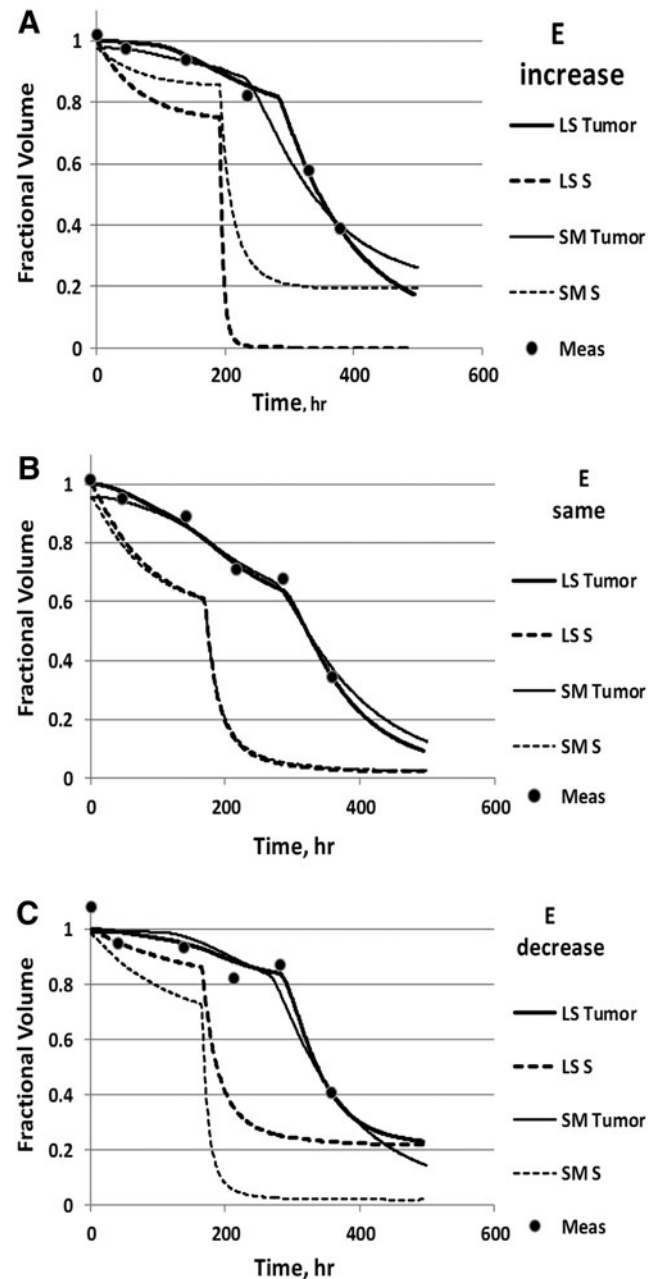 A
Fractional Volume
1
0.8
0.6
0.4
0.2
0
0
200
400
600
Time, hr
E
increase
LS Tumor
LS S
SM Tumor
SM S
Meas
B
Fractional Volume
1
0.8
0.6
0.4
0.2
0
0
200
400
600
Time, hr
E
same
LS Tumor
LS S
SM Tumor
SM S
Meas
C
Fractional Volume
1
0.8
0.6
0.4
0.2
0
0
200
400
600
Time, hr
E
decrease
LS Tumor
LS S
SM Tumor
SM S
Meas